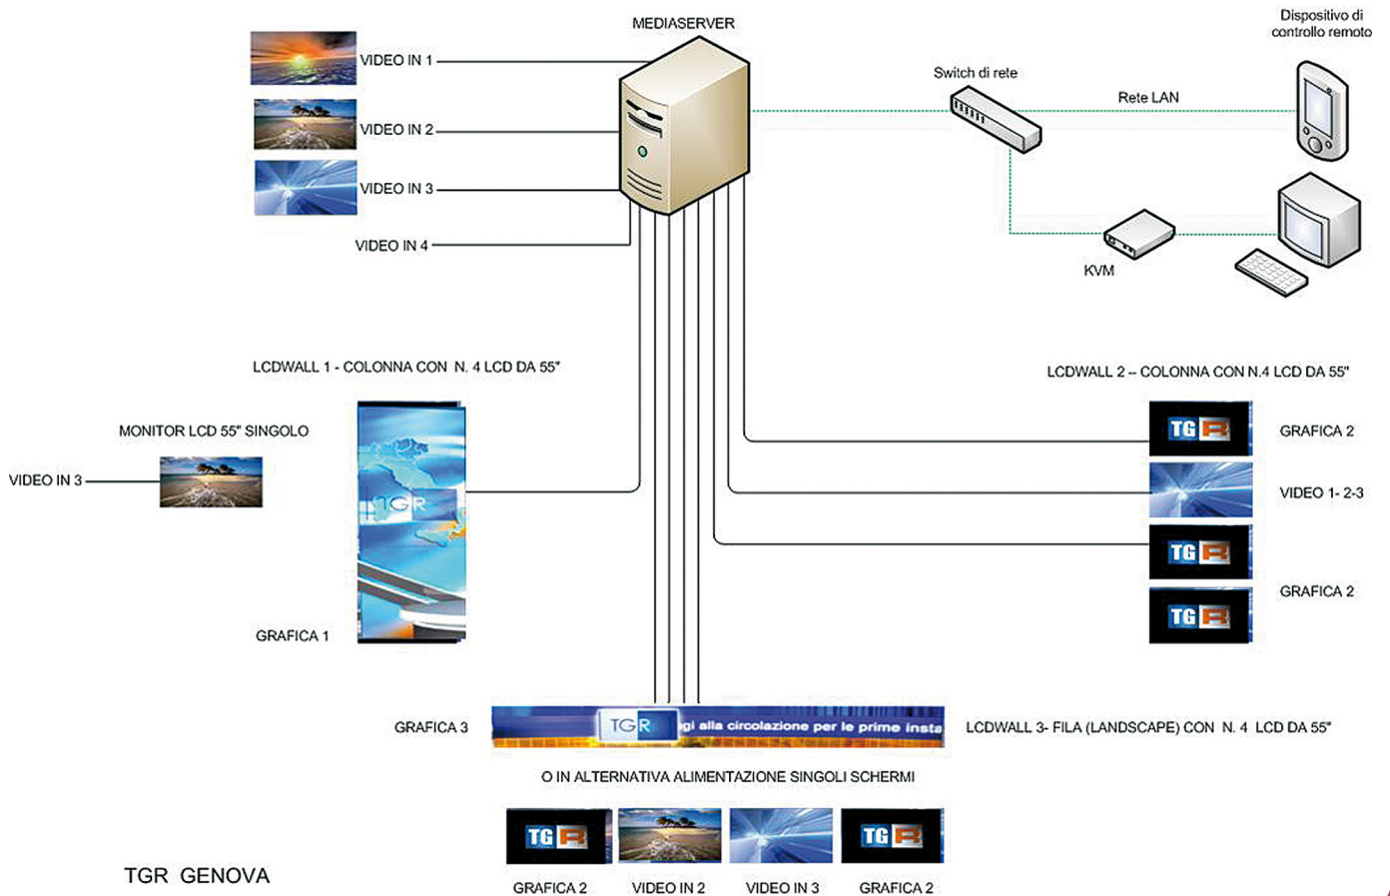 MEDIASERVER
Dispositivo di
controllo remoto
VIDEO IN 1
Switch di rete
Rete LAN
VIDEO IN 2
VIDEO IN 3
VIDEO IN 4
KVM
LCDWALL 1 - COLONNA CON N. 4 LCD DA 55"
LCDWALL 2 – COLONNA CON N.4 LCD DA 55"
MONITOR LCD 55" SINGOLO
VIDEO IN 3
TGR
GRAFICA 1
TGR
GRAFICA 2
VIDEO 1- 2-3
TGR
GRAFICA 2
TGR
GRAFICA 3
TGR gi alla circolazione per le prime insta
LCDWALL 3- FILA (LANDSCAPE) CON N. 4 LCD DA 55"
O IN ALTERNATIVA ALIMENTAZIONE SINGOLI SCHERMI
TGR
TGR
GRAFICA 2
VIDEO IN 2
VIDEO IN 3
GRAFICA 2
TGR GENOVA